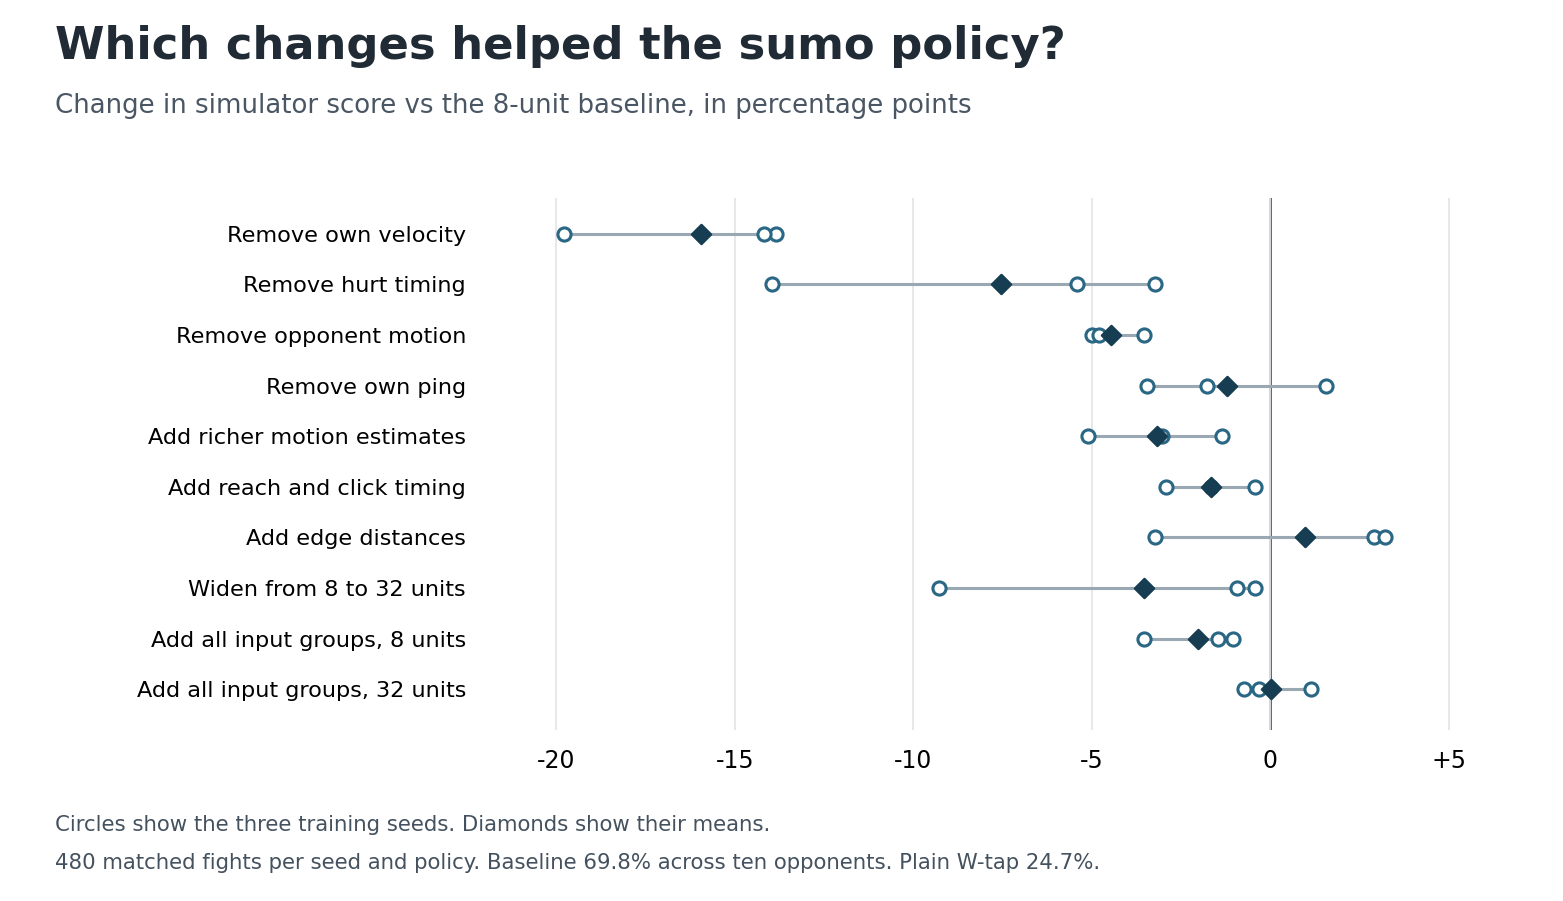 Which changes helped the sumo policy?
Change in simulator score vs the 8-unit baseline, in percentage points
Remove own velocity
Remove hurt timing
Remove opponent motion
Remove own ping
Add richer motion estimates
Add reach and click timing
Add edge distances
Widen from 8 to 32 units
Add all input groups, 8 units
Add all input groups, 32 units
-20 -15 -10 -5 0 +5
Circles show the three training seeds. Diamonds show their means.
480 matched fights per seed and policy. Baseline 69.8% across ten opponents. Plain W-tap 24.7%.